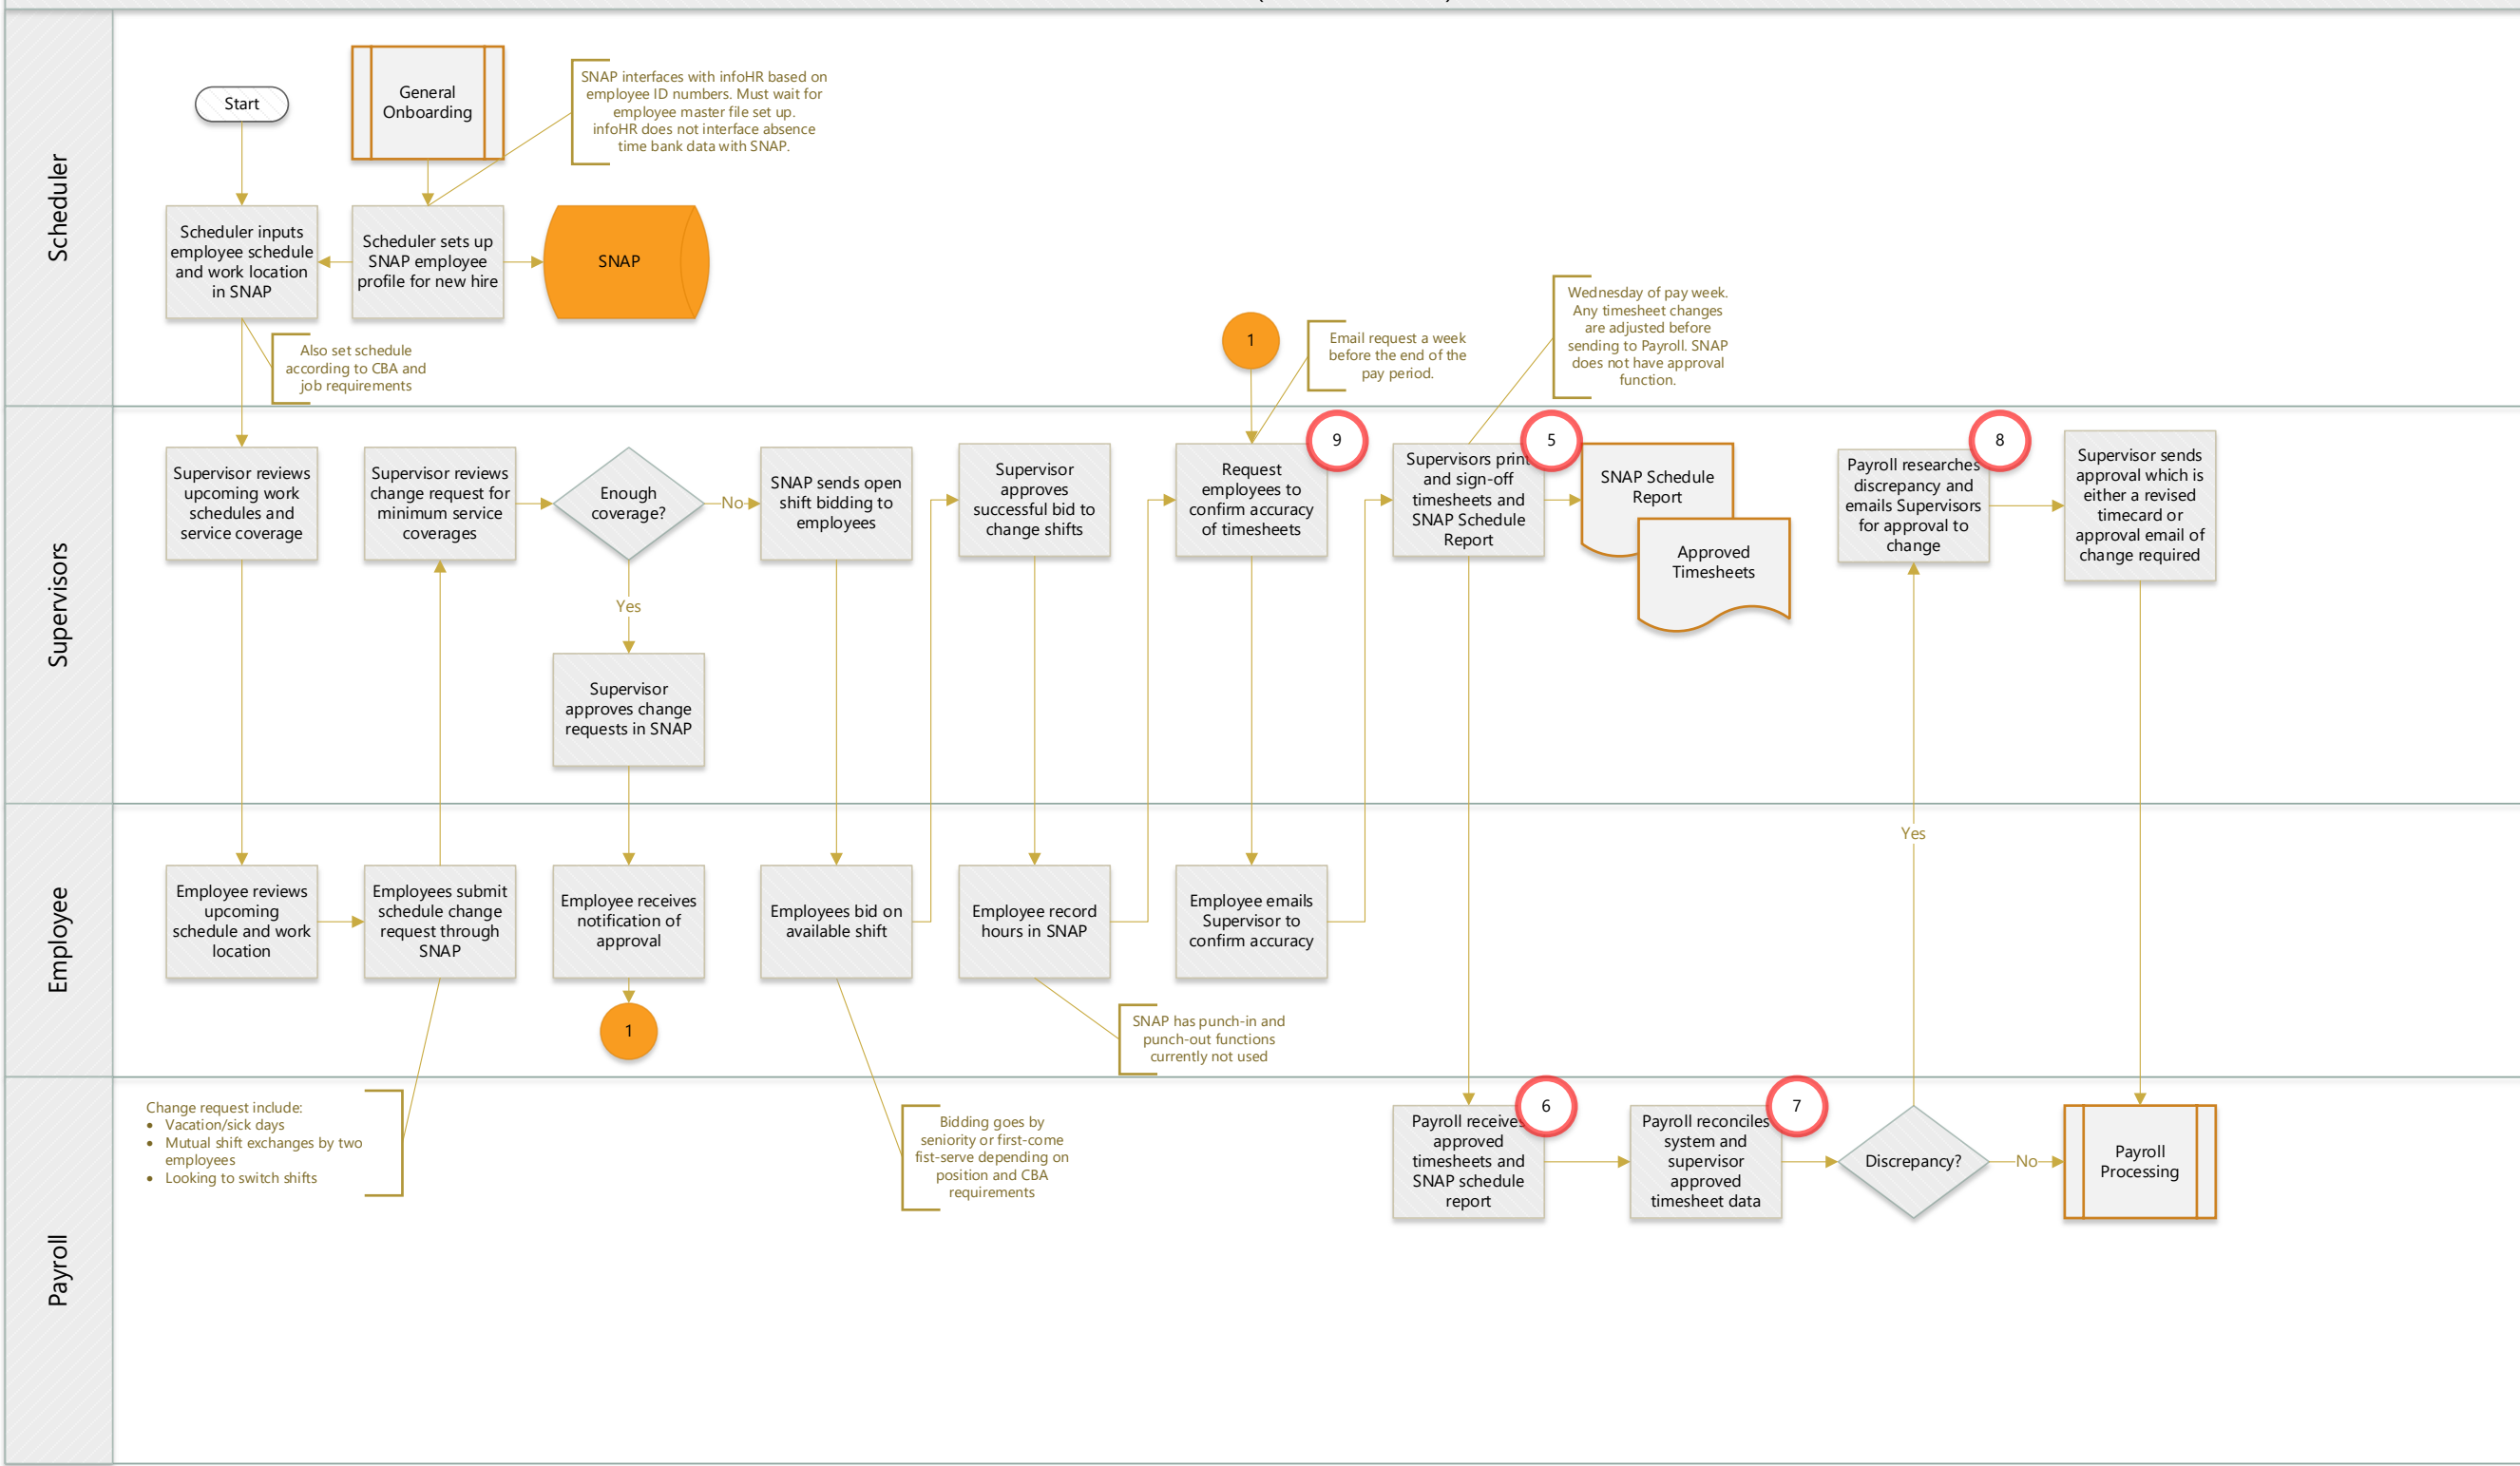 Scheduler
Start
General
Onboarding
SNAP interfaces with infoHR based on
employee ID numbers. Must wait for
employee master file set up.
infoHR does not interface absence
time bank data with SNAP.
Scheduler inputs
employee schedule
and work location
in SNAP
Scheduler sets up
SNAP employee
profile for new hire
SNAP
Also set schedule
according to CBA and
job requirements
1
Email request a week
before the end of the
pay period.
Wednesday of pay week.
Any timesheet changes
are adjusted before
sending to Payroll. SNAP
does not have approval
function.
Supervisors
Supervisor reviews
upcoming work
schedules and
service coverage
Supervisor reviews
change request for
minimum service
coverages
Enough
coverage?
No
Yes
SNAP sends open
shift bidding to
employees
Supervisor
approves
successful bid to
change shifts
9
Request
employees to
confirm accuracy
of timesheets
5
Supervisors print
and sign-off
timesheets and
SNAP Schedule
Report
SNAP Schedule
Report
Approved
Timesheets
8
Payroll researches
discrepancy and
emails Supervisors
for approval to
change
Supervisor sends
approval which is
either a revised
timecard or
approval email of
change required
Supervisor
approves change
requests in SNAP
Employee
Employee reviews
upcoming
schedule and work
location
Employees submit
schedule change
request through
SNAP
Employee receives
notification of
approval
1
Employees bid on
available shift
Employee record
hours in SNAP
Employee emails
Supervisor to
confirm accuracy
Yes
SNAP has punch-in and
punch-out functions
currently not used
Payroll
Change request include:
• Vacation/sick days
• Mutual shift exchanges by two
employees
• Looking to switch shifts
Bidding goes by
seniority or first-come
fist-serve depending on
position and CBA
requirements
6
Payroll receives
approved
timesheets and
SNAP schedule
report
7
Payroll reconciles
system and
supervisor
approved
timesheet data
Discrepancy?
No
Payroll
Processing